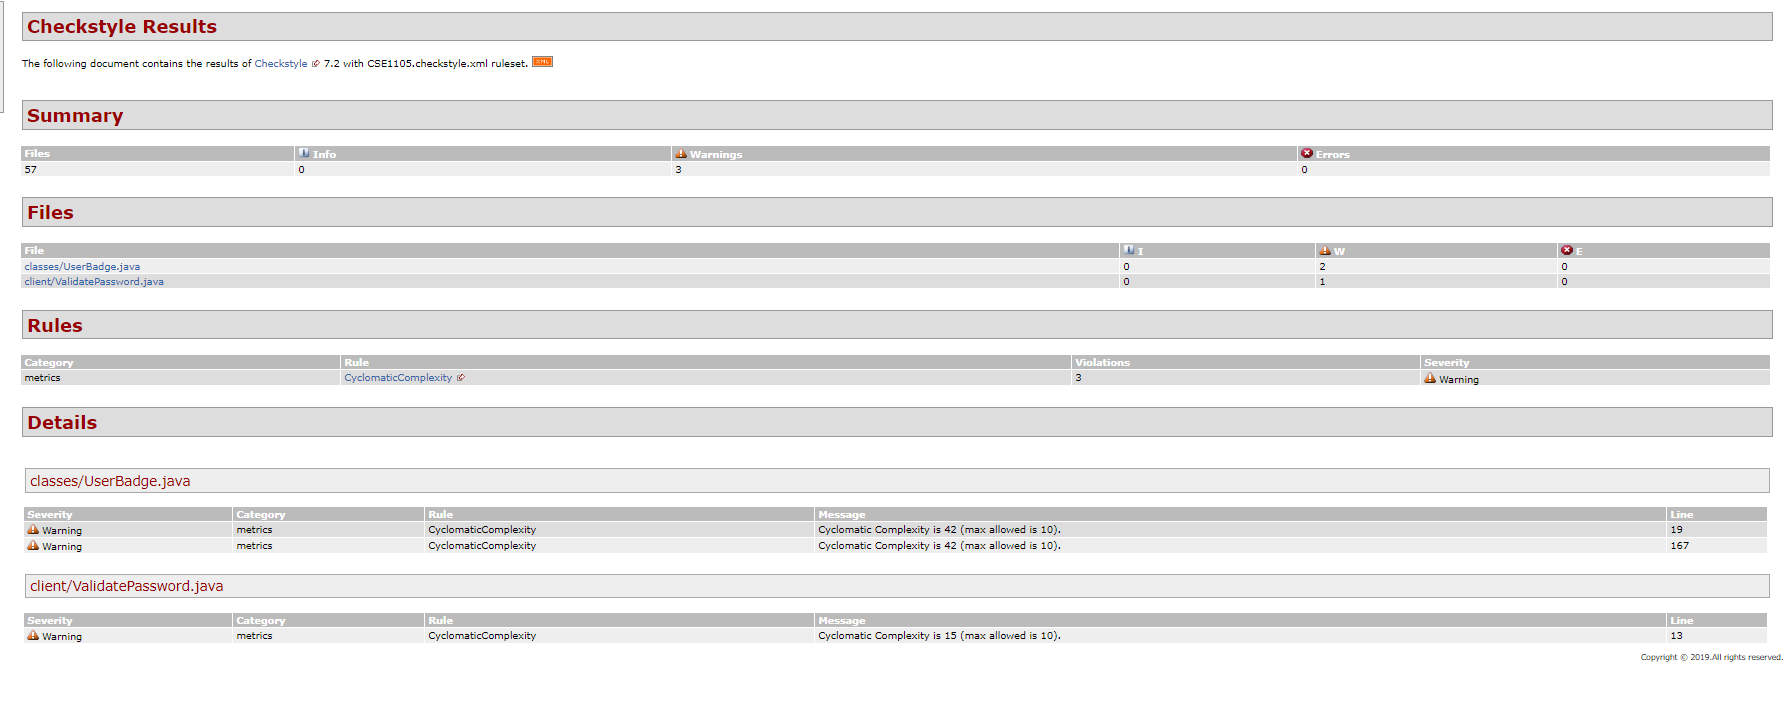 Checkstyle Results
The following document contains the results of Checkstyle 7.2 with CSE1105.checkstyle.xml ruleset. XML
Summary
Files Info Warnings Errors
57 0 3 0
Files
File I W E
classes/UserBadge.java 0 2 0
client/ValidatePassword.java 0 1 0
Rules
Category Rule Violations Severity
metrics CyclomaticComplexity 3 Warning
Details
classes/UserBadge.java
Severity Category Rule Message Line
Warning metrics CyclomaticComplexity Cyclomatic Complexity is 42 (max allowed is 10). 19
Warning metrics CyclomaticComplexity Cyclomatic Complexity is 42 (max allowed is 10). 167
client/ValidatePassword.java
Severity Category Rule Message Line
Warning metrics CyclomaticComplexity Cyclomatic Complexity is 15 (max allowed is 10). 13
Copyright © 2019.All rights reserved.